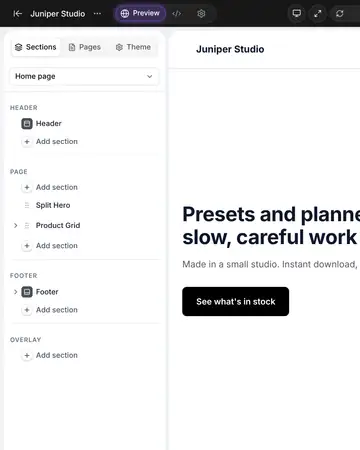 Juniper Studio
Preview
Sections
Pages
Theme
Home page
HEADER
Header
Add section
PAGE
Add section
Split Hero
Product Grid
Add section
FOOTER
Footer
Add section
OVERLAY
Add section
Juniper Studio
Presets and planne
slow, careful work
Made in a small studio. Instant download,
See what's in stock